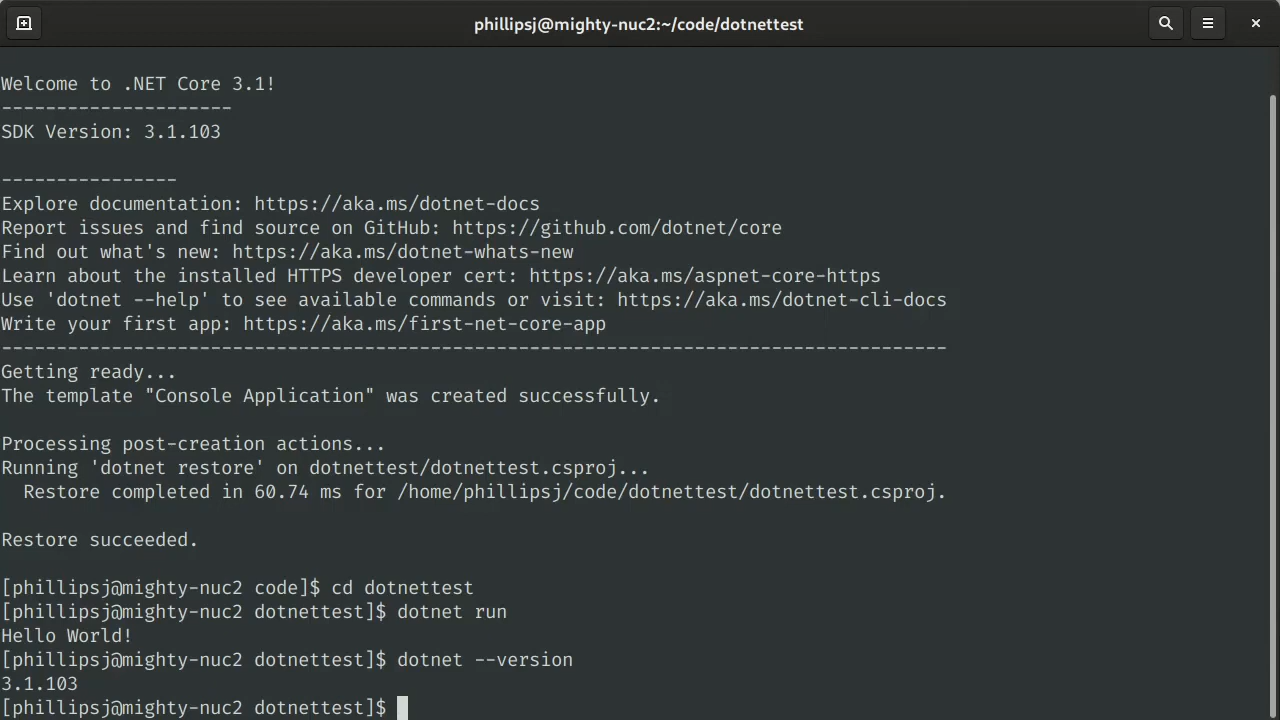 phillipsj@mighty-nuc2:~/code/dotnettest
Welcome to .NET Core 3.1!
---------------------
SDK Version: 3.1.103
----------------
Explore documentation: https://aka.ms/dotnet-docs
Report issues and find source on GitHub: https://github.com/dotnet/core
Find out what's new: https://aka.ms/dotnet-whats-new
Learn about the installed HTTPS developer cert: https://aka.ms/aspnet-core-https
Use 'dotnet --help' to see available commands or visit: https://aka.ms/dotnet-cli-docs
Write your first app: https://aka.ms/first-net-core-app
--------------------------------------------------------------------------------------
Getting ready...
The template "Console Application" was created successfully.
Processing post-creation actions...
Running 'dotnet restore' on dotnettest/dotnettest.csproj...
  Restore completed in 60.74 ms for /home/phillipsj/code/dotnettest/dotnettest.csproj.
Restore succeeded.
[phillipsj@mighty-nuc2 code]$ cd dotnettest
[phillipsj@mighty-nuc2 dotnettest]$ dotnet run
Hello World!
[phillipsj@mighty-nuc2 dotnettest]$ dotnet --version
3.1.103
[phillipsj@mighty-nuc2 dotnettest]$